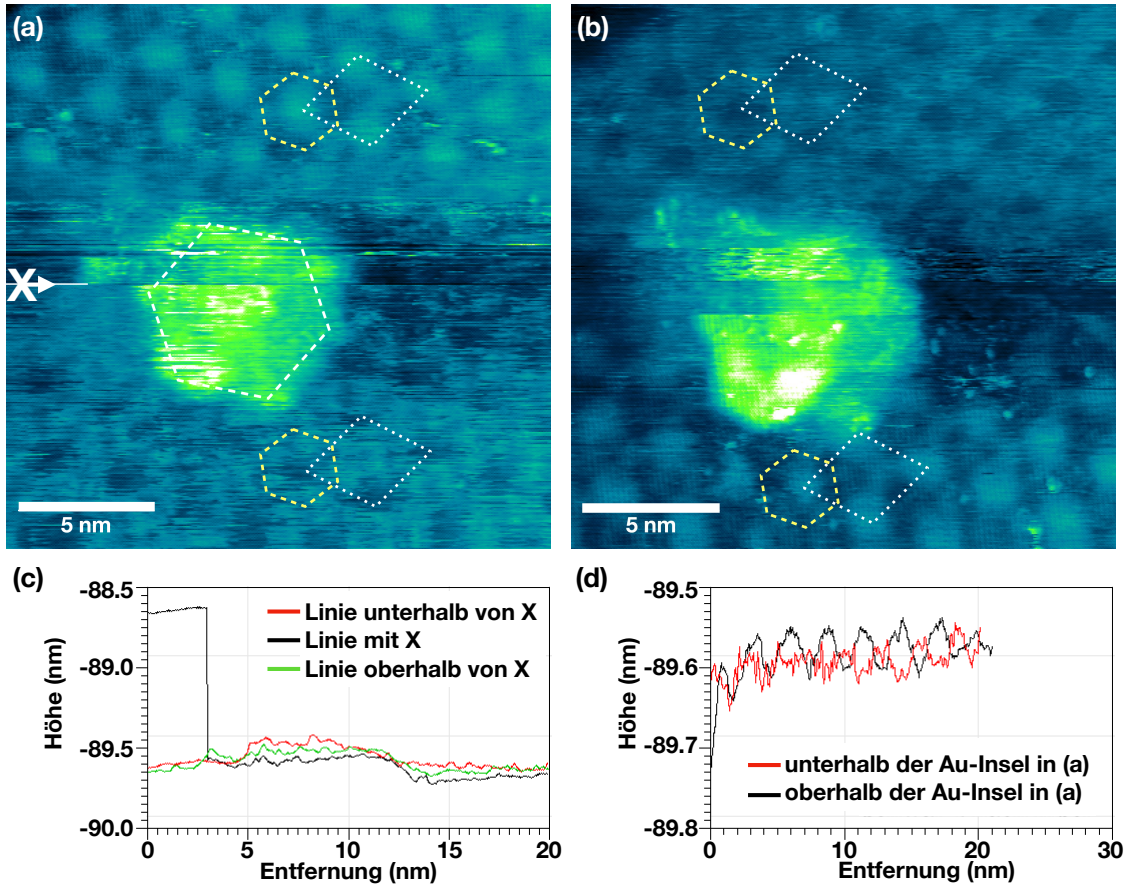 (a)
(b)
X
5 nm
5 nm
(c)
(d)
Höhe (nm)
-88.5
-89.0
-89.5
-90.0
0
5
10
15
20
Entfernung (nm)
Linie unterhalb von X
Linie mit X
Linie oberhalb von X
Höhe (nm)
-89.5
-89.6
-89.7
-89.8
0
10
20
30
Entfernung (nm)
unterhalb der Au-Insel in (a)
oberhalb der Au-Insel in (a)